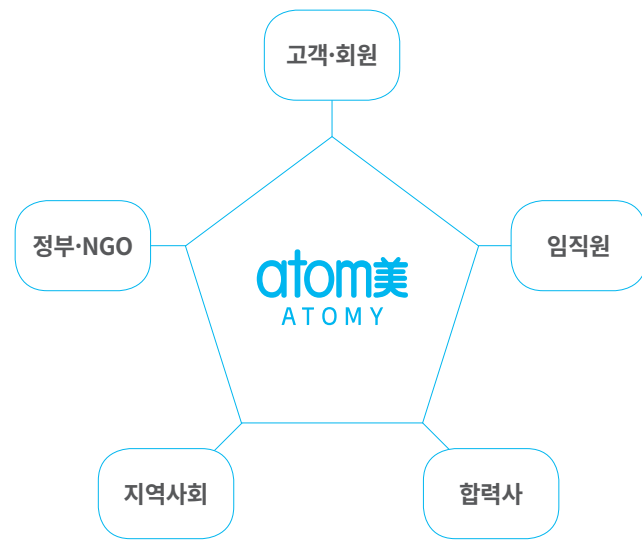 고객·회원
정부·NGO
임직원
atom美
ATOMY
지역사회
합력사